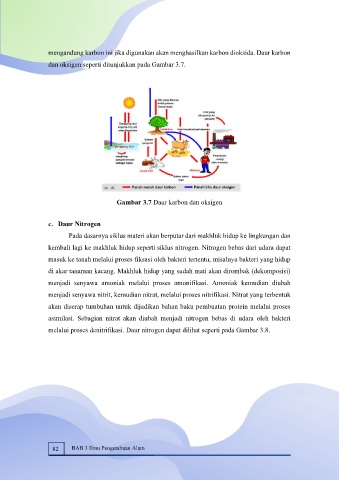 mengandung karbon ini jika digunakan akan menghasilkan karbon dioksida. Daur karbon
dan oksigen seperti ditunjukkan pada Gambar 3.7.
Panah merah daur karbon
Panah biru daur oksigen
Gambar 3.7 Daur karbon dan oksigen
c. Daur Nitrogen
Pada dasarnya siklus materi akan berputar dari makhluk hidup ke lingkungan dan
kembali lagi ke makhluk hidup seperti siklus nitrogen. Nitrogen bebas dari udara dapat
masuk ke tanah melalui proses fiksasi oleh bakteri tertentu, misalnya bakteri yang hidup
di akar tanaman kacang. Makhluk hidup yang sudah mati akan dirombak (dekomposisi)
menjadi senyawa amoniak melalui proses amonifikasi. Amoniak kemudian diubah
menjadi senyawa nitrit, kemudian nitrat, melalui proses nitrifikasi. Nitrat yang terbentuk
akan diserap tumbuhan untuk dijadikan bahan baku pembuatan protein melalui proses
asimilasi. Sebagian nitrat akan diubah menjadi nitrogen bebas di udara oleh bakteri
melalui proses denitrifikasi. Daur nitrogen dapat dilihat seperti pada Gambar 3.8.
82 BAB 3 Ilmu Pengetahuan Alam